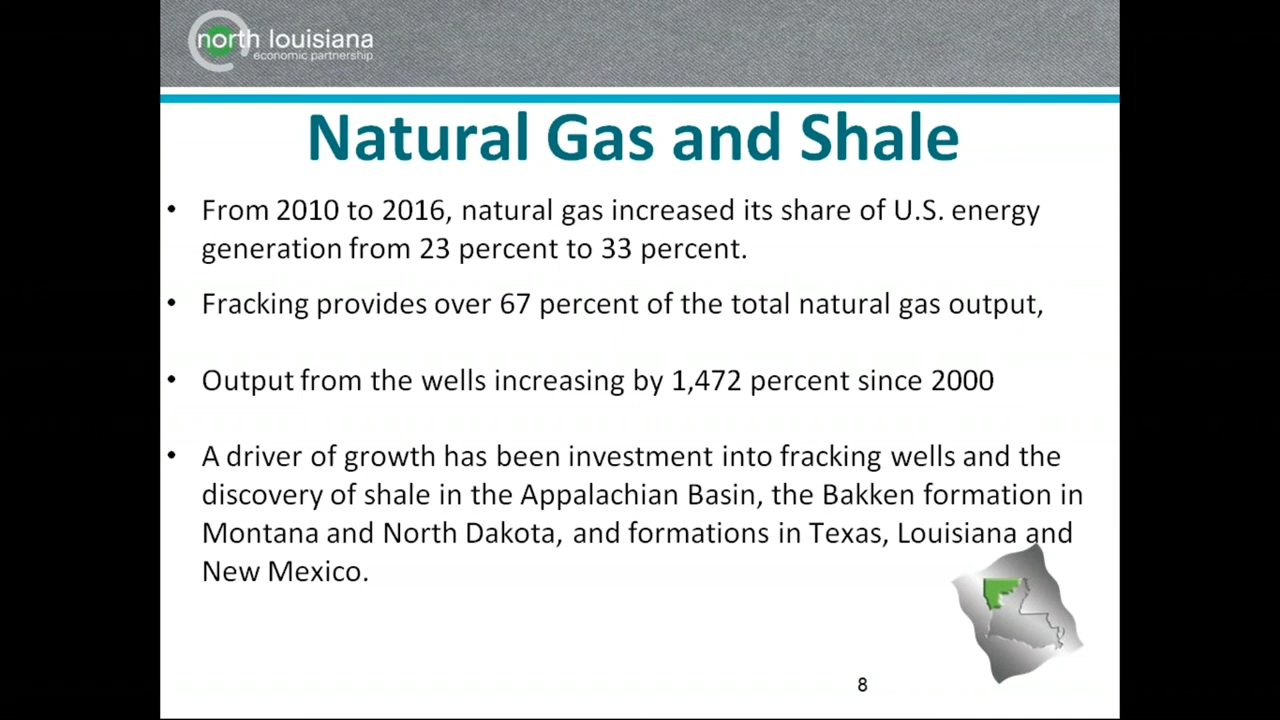 north louisiana
economic partnership
Natural Gas and Shale
• From 2010 to 2016, natural gas increased its share of U.S. energy
generation from 23 percent to 33 percent.
• Fracking provides over 67 percent of the total natural gas output,
• Output from the wells increasing by 1,472 percent since 2000
• A driver of growth has been investment into fracking wells and the
discovery of shale in the Appalachian Basin, the Bakken formation in
Montana and North Dakota, and formations in Texas, Louisiana and
New Mexico.
8